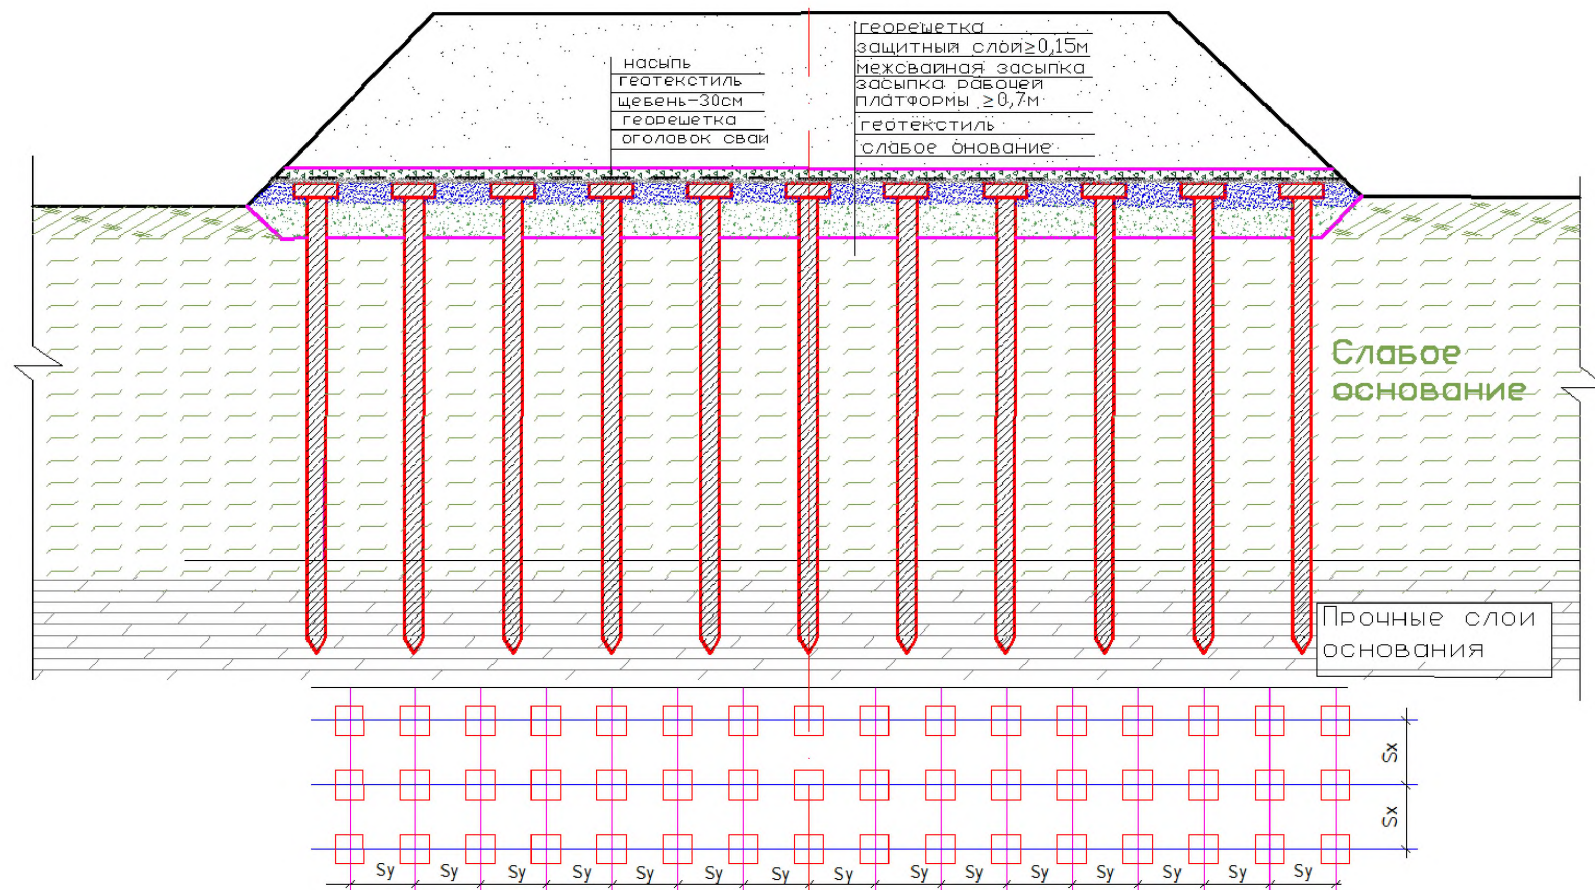 насыпь
геотекстиль
щебень-30см
георешетка
оголавок сваи
георешетка
защитный слой≥0,15м
межсвайная засыпка
засыпка рабочей
платформы ≥0,7м
геотекстиль
слабое онование
Слабое
основание
Прочные слои
основания
Sx
Sx
Sy Sy Sy Sy Sy Sy Sy Sy Sy Sy Sy Sy Sy Sy Sy